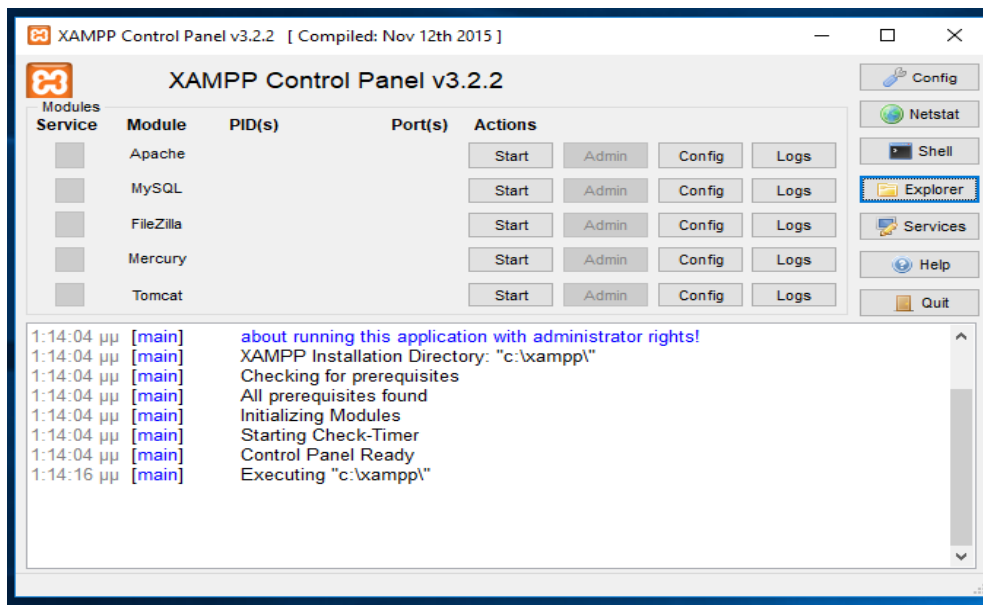 XAMPP Control Panel v3.2.2 [ Compiled: Nov 12th 2015 ]
XAMPP Control Panel v3.2.2
Config
Modules
Service Module PID(s) Port(s) Actions
Netstat
Apache Start Admin Config Logs
Shell
MySQL Start Admin Config Logs
Explorer
FileZilla Start Admin Config Logs
Services
Mercury Start Admin Config Logs
Help
Tomcat Start Admin Config Logs
Quit
1:14:04 μμ [main] about running this application with administrator rights!
1:14:04 μμ [main] XAMPP Installation Directory: "c:\xampp\"
1:14:04 μμ [main] Checking for prerequisites
1:14:04 μμ [main] All prerequisites found
1:14:04 μμ [main] Initializing Modules
1:14:04 μμ [main] Starting Check-Timer
1:14:04 μμ [main] Control Panel Ready
1:14:16 μμ [main] Executing "c:\xampp\"